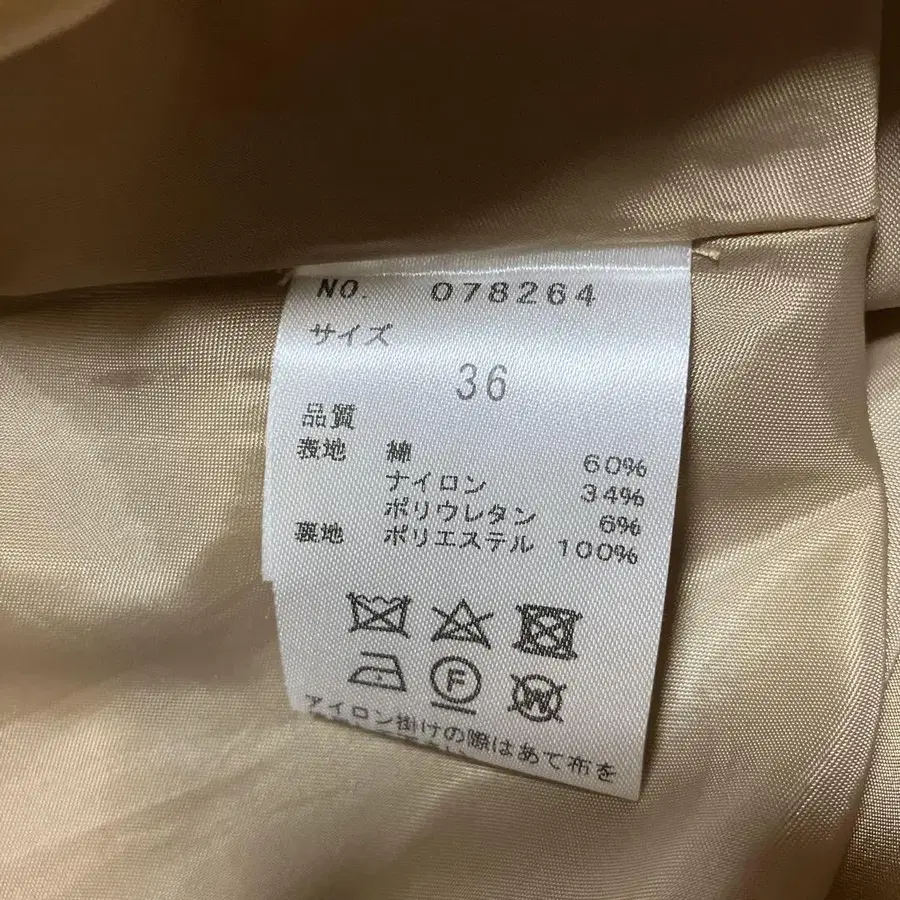 NO. 078264
サイズ
36
品質
表地 綿 60%
ナイロン 34%
ポリウレタン 6%
裏地 ポリエステル 100%
F W
アイロン掛けの際はあて布を